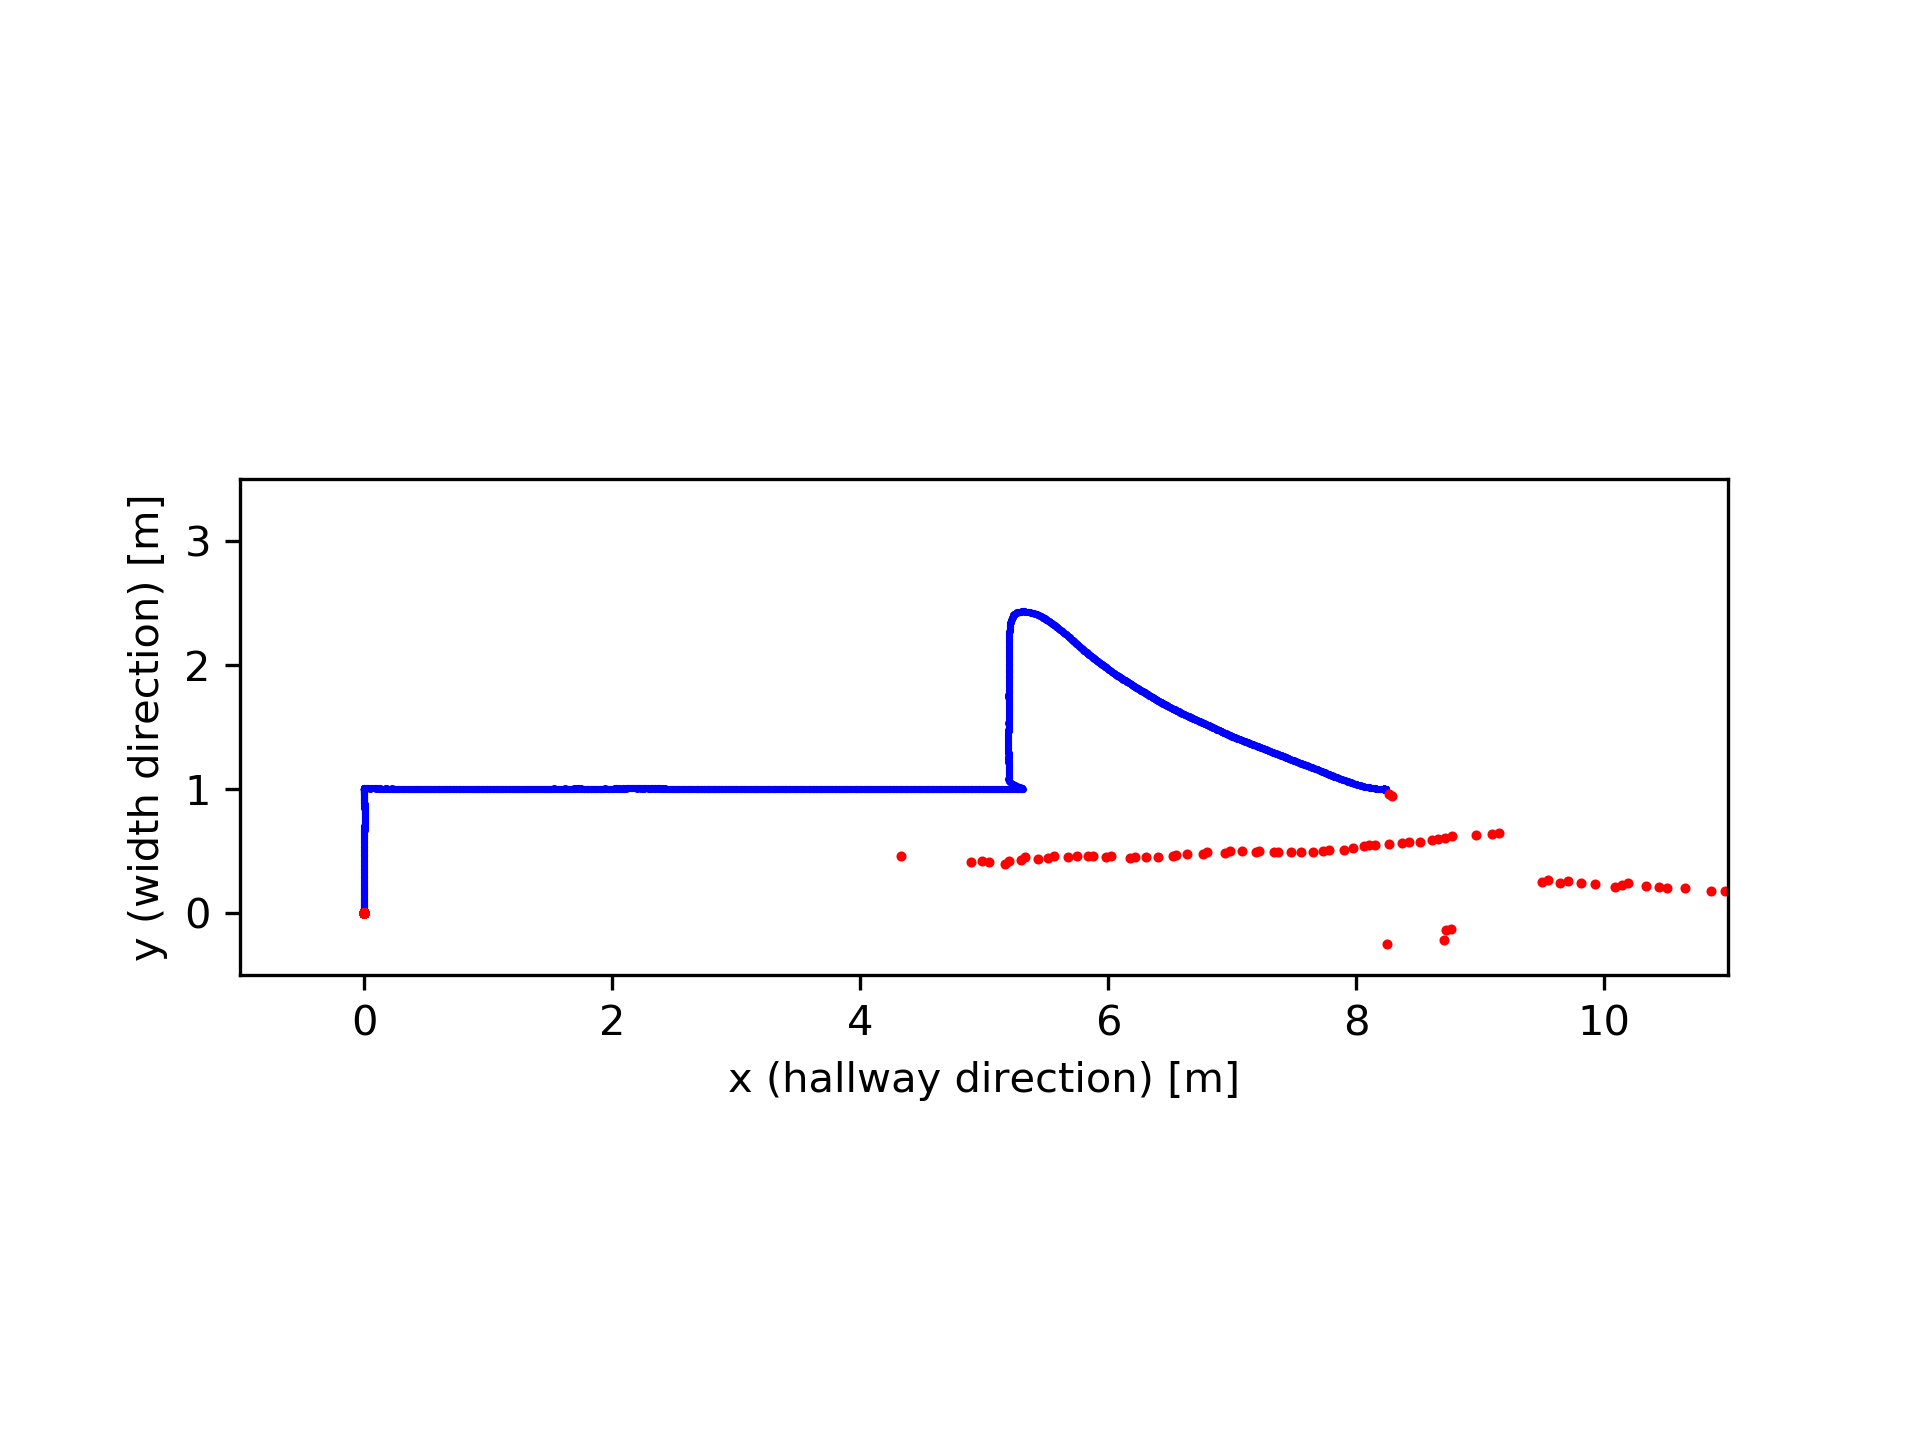 3
2
1
0
y (width direction) [m]
0 2 4 6 8 10
x (hallway direction) [m]